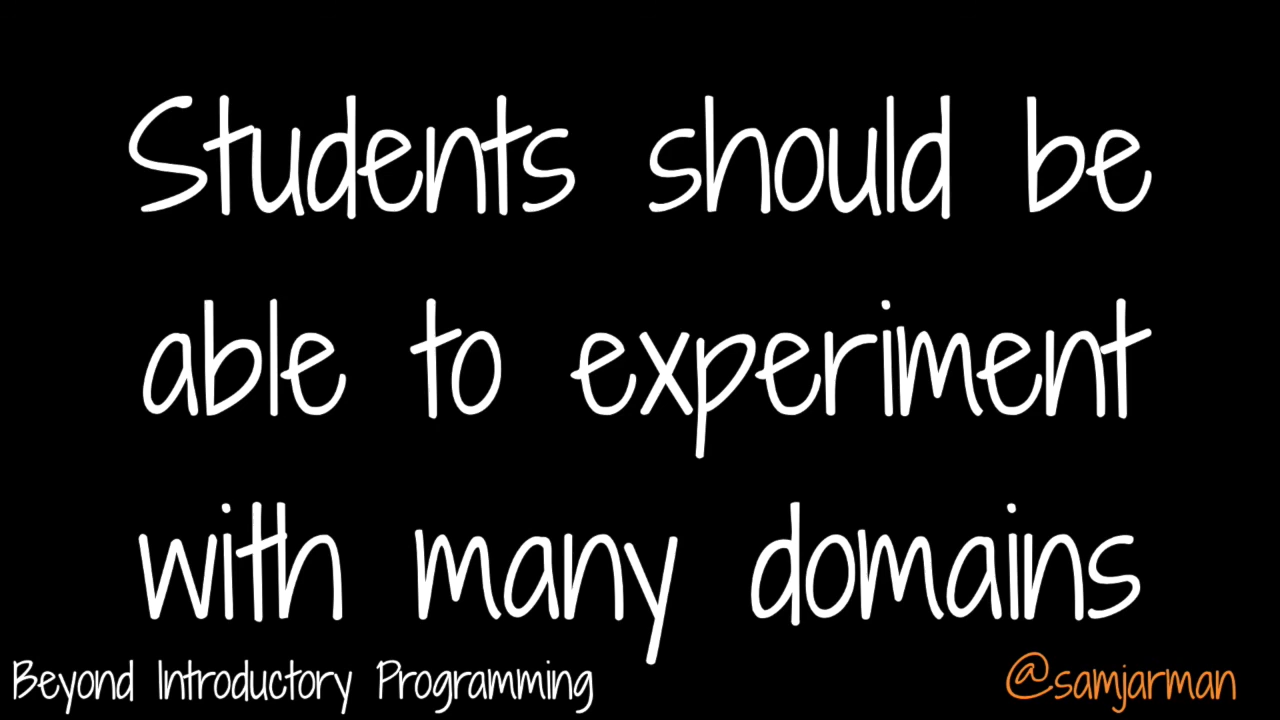 Students should be
able to experiment
with many domains
Beyond Introductory Programming
@samjarman